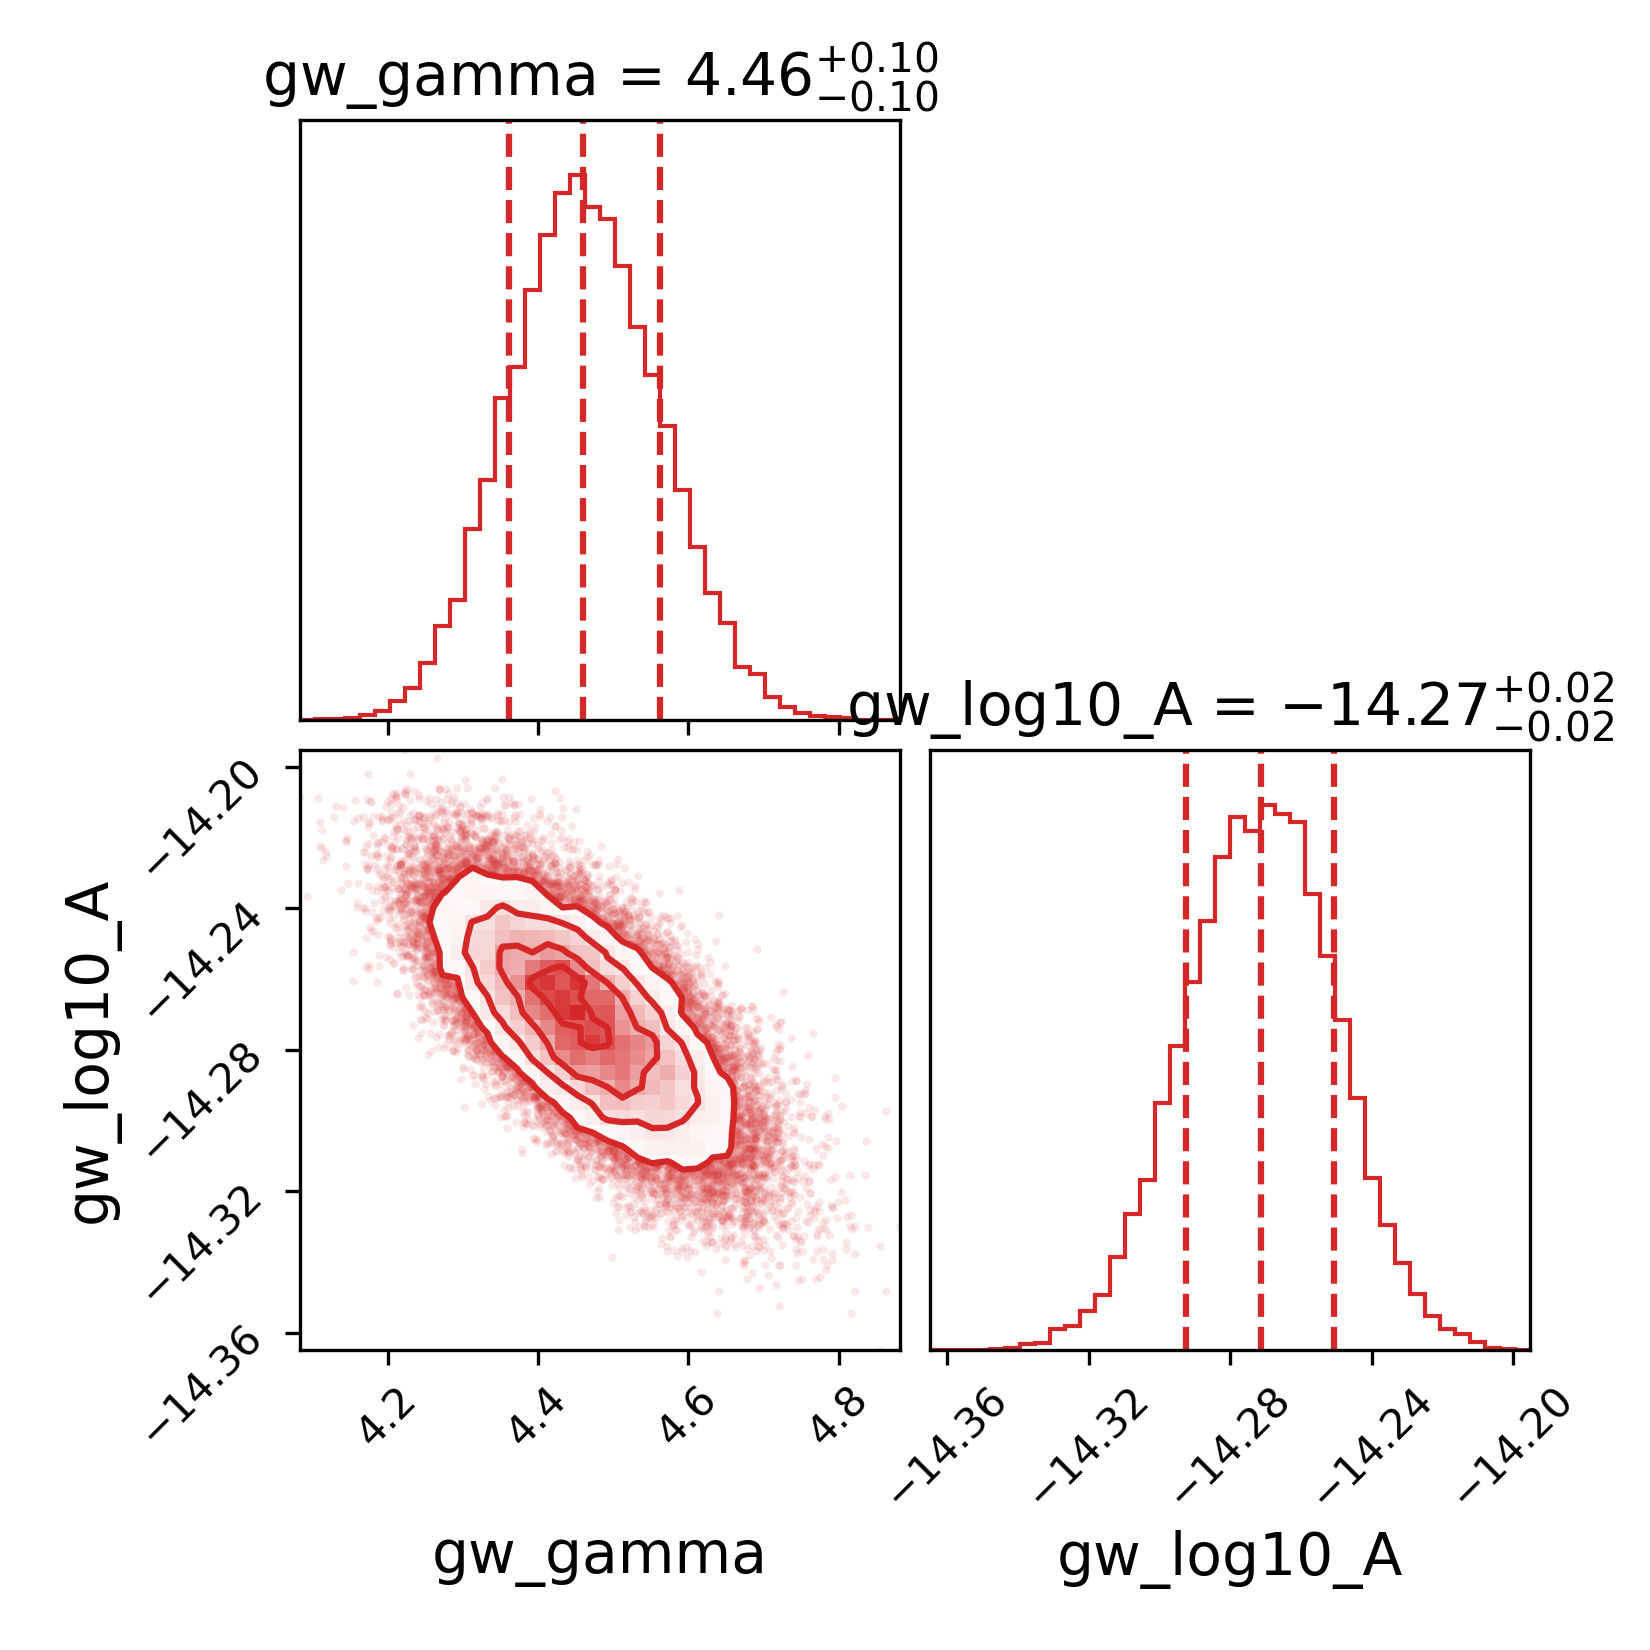 gw_gamma = 4.46 +0.10 −0.10
gw_log10_A = −14.27 +0.02 −0.02
−14.20
−14.24
−14.28
−14.32
−14.36
gw_log10_A
4.2 4.4 4.6 4.8
−14.36 −14.32 −14.28 −14.24 −14.20
gw_gamma
gw_log10_A